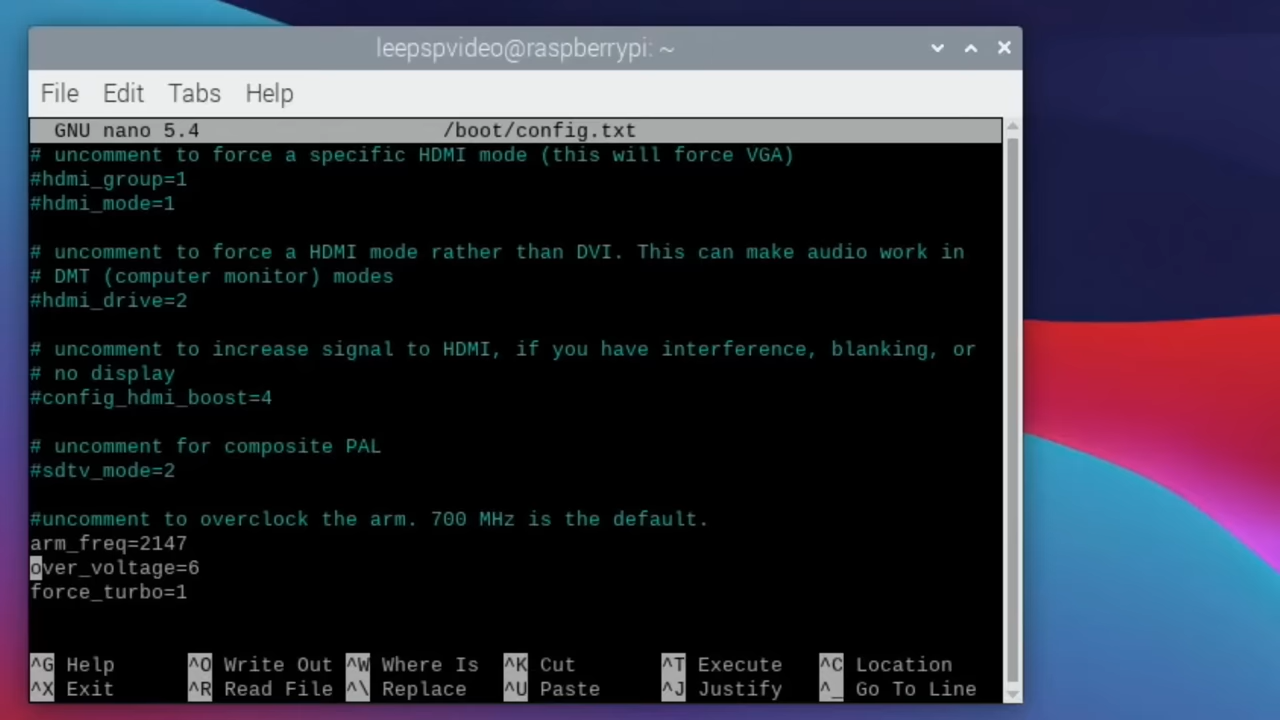 leepspvideo@raspberrypi: ~
File Edit Tabs Help
GNU nano 5.4 /boot/config.txt
# uncomment to force a specific HDMI mode (this will force VGA)
#hdmi_group=1
#hdmi_mode=1
# uncomment to force a HDMI mode rather than DVI. This can make audio work in
# DMT (computer monitor) modes
#hdmi_drive=2
# uncomment to increase signal to HDMI, if you have interference, blanking, or
# no display
#config_hdmi_boost=4
# uncomment for composite PAL
#sdtv_mode=2
#uncomment to overclock the arm. 700 MHz is the default.
arm_freq=2147
over_voltage=6
force_turbo=1
^G Help ^O Write Out ^W Where Is ^K Cut ^T Execute ^C Location
^X Exit ^R Read File ^\ Replace ^U Paste ^J Justify ^_ Go To Line